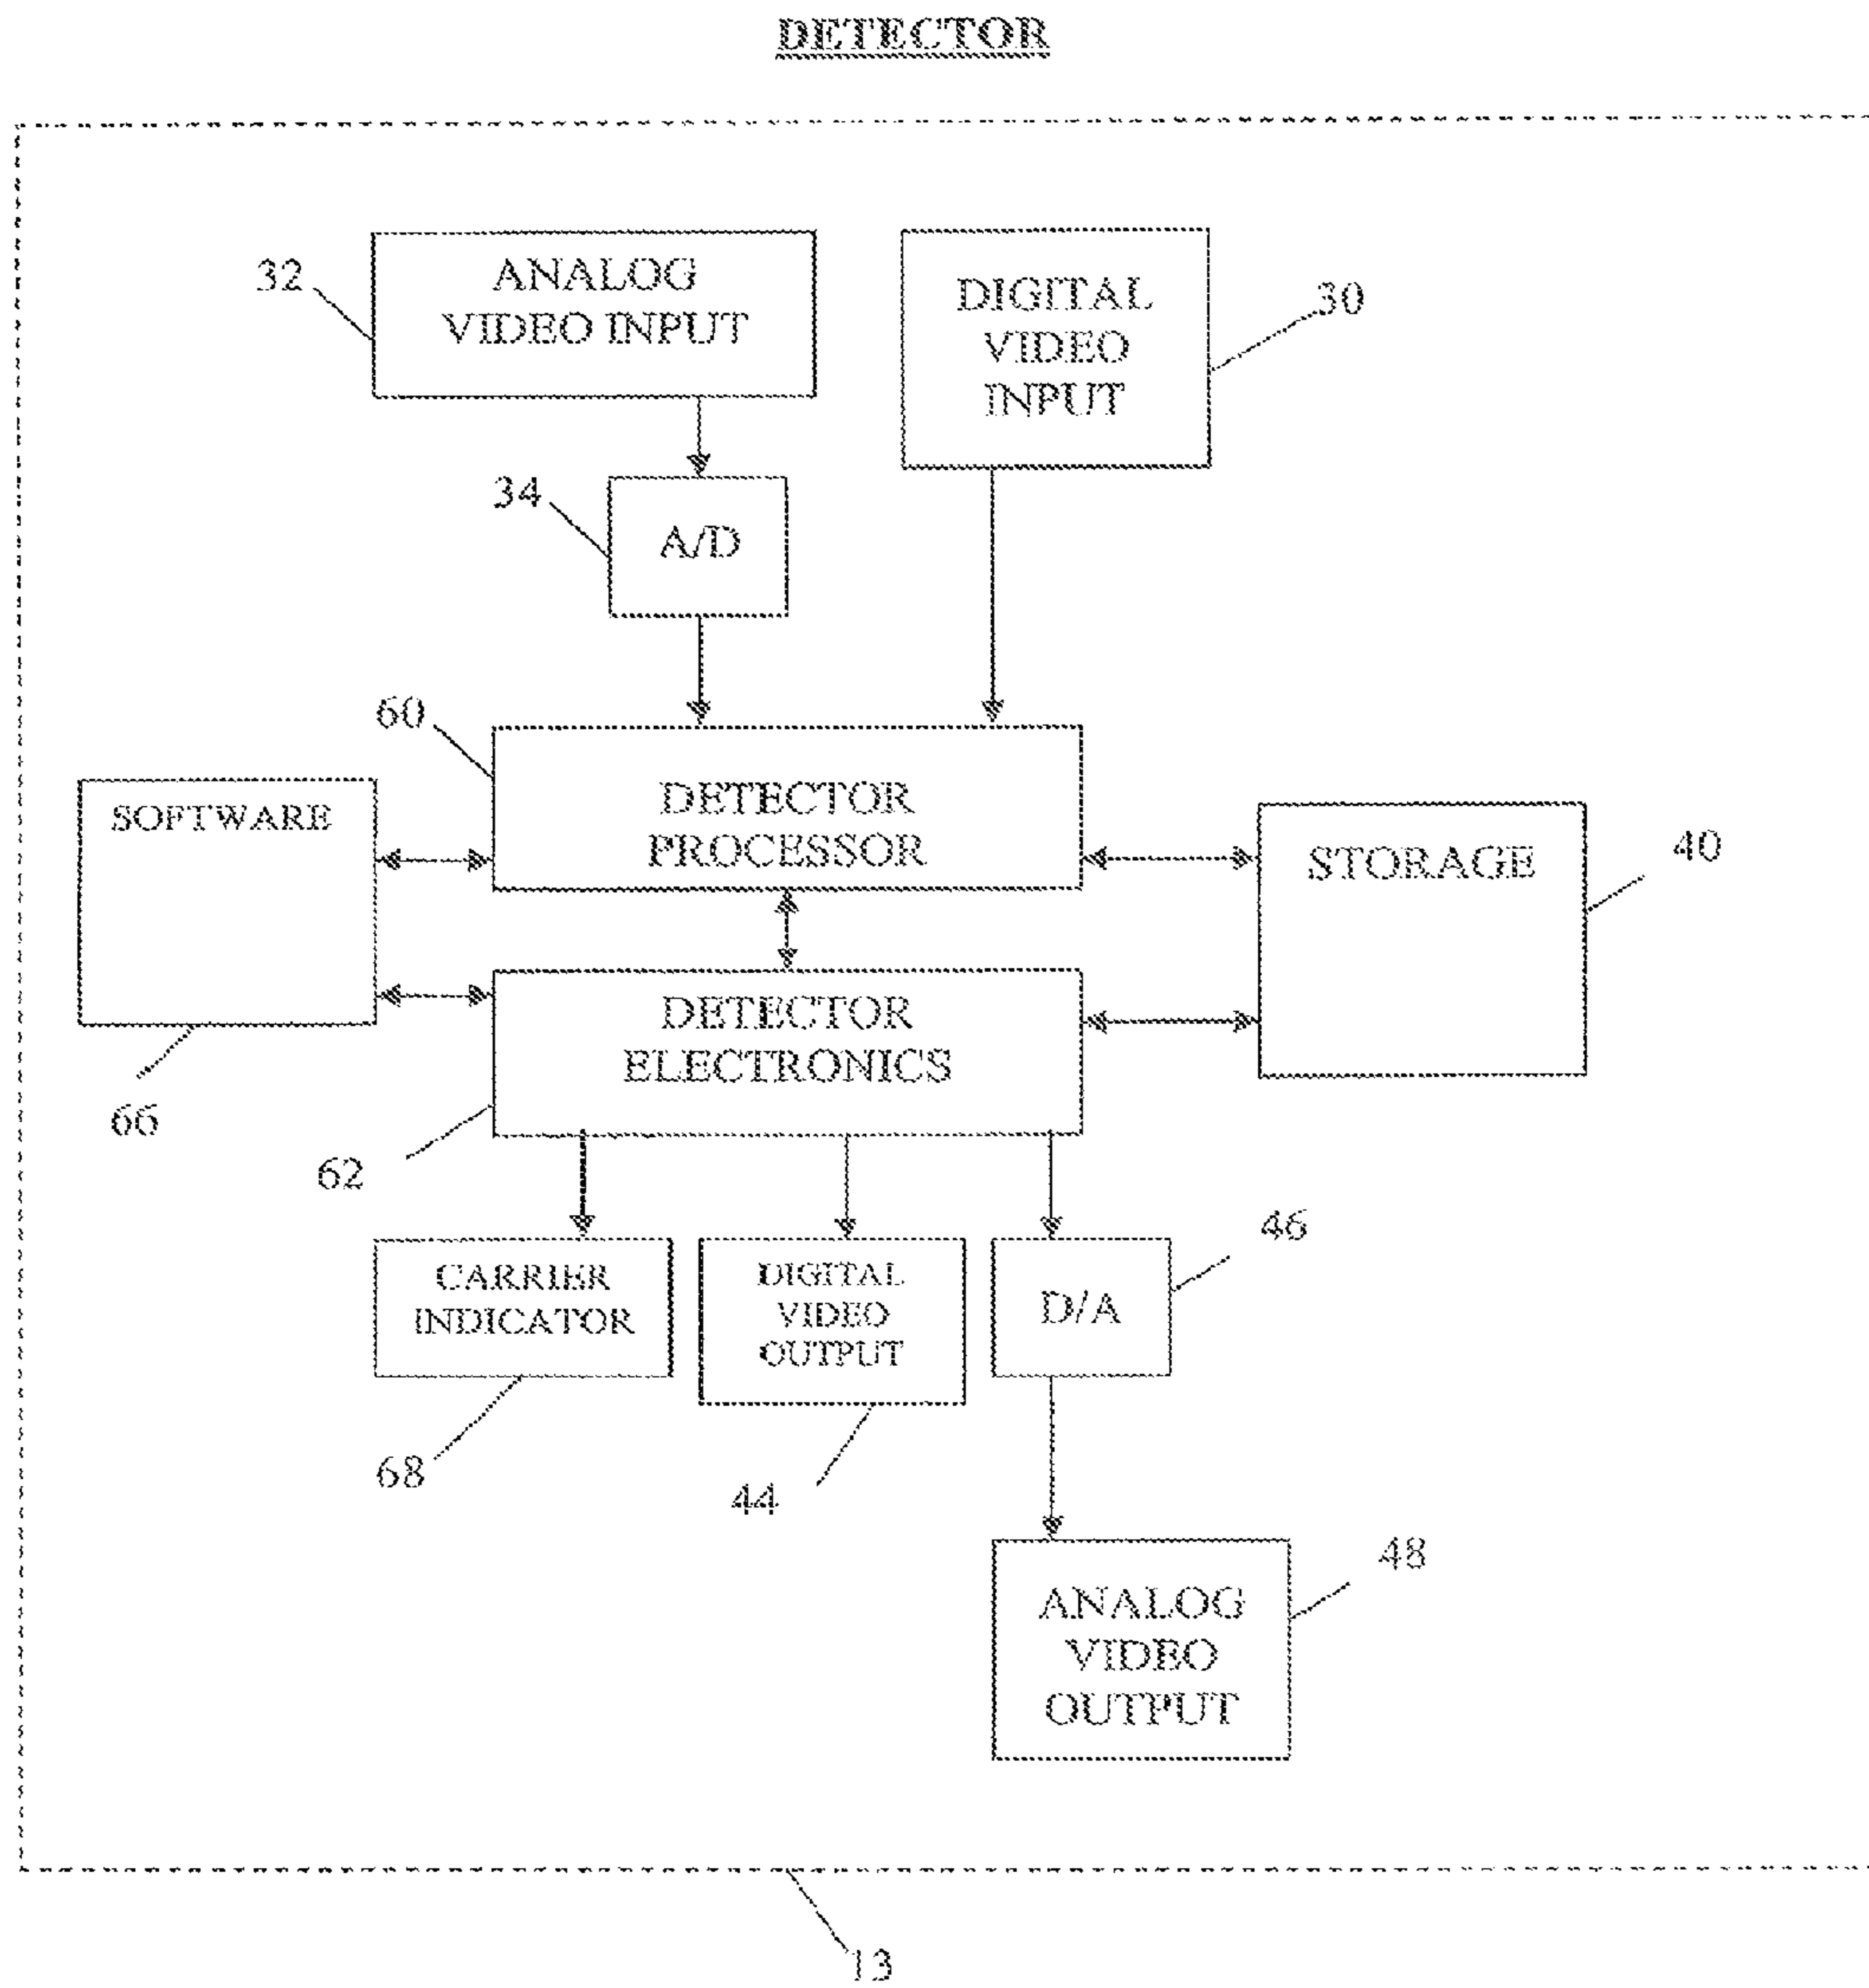 DETECTOR
ANALOG
VIDEO INPUT
32
DIGITAL
VIDEO
INPUT
30
34
A/D
60
DETECTOR
PROCESSOR
SOFTWARE
STORAGE
40
DETECTOR
ELECTRONICS
66
62
CARRIER
INDICATOR
DIGITAL
VIDEO
OUTPUT
D/A
46
68
44
ANALOG
VIDEO
OUTPUT
48
13